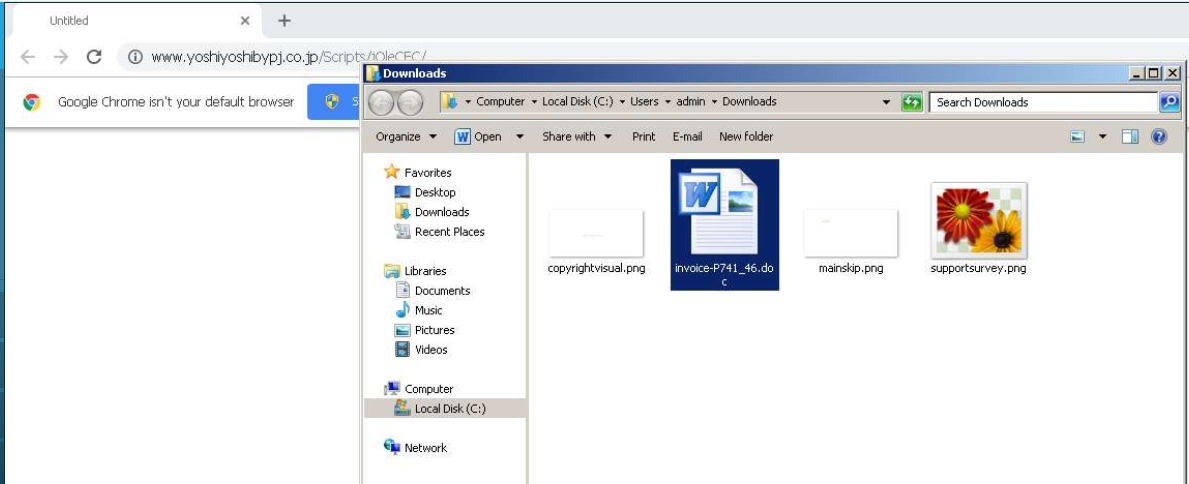 Untitled
www.yoshiyoshibypj.co.jp/Scripts/
Google Chrome isn't your default browser
Downloads
Computer Local Disk (C:) Users admin Downloads
Search Downloads
Organize Open Share with Print E-mail New folder
Favorites
Desktop
Downloads
Recent Places
Libraries
Documents
Music
Pictures
Videos
Computer
Local Disk (C:)
Network
copyrightvisual.png
invoice-P741_46.do
c
mainskip.png
supportsurvey.png